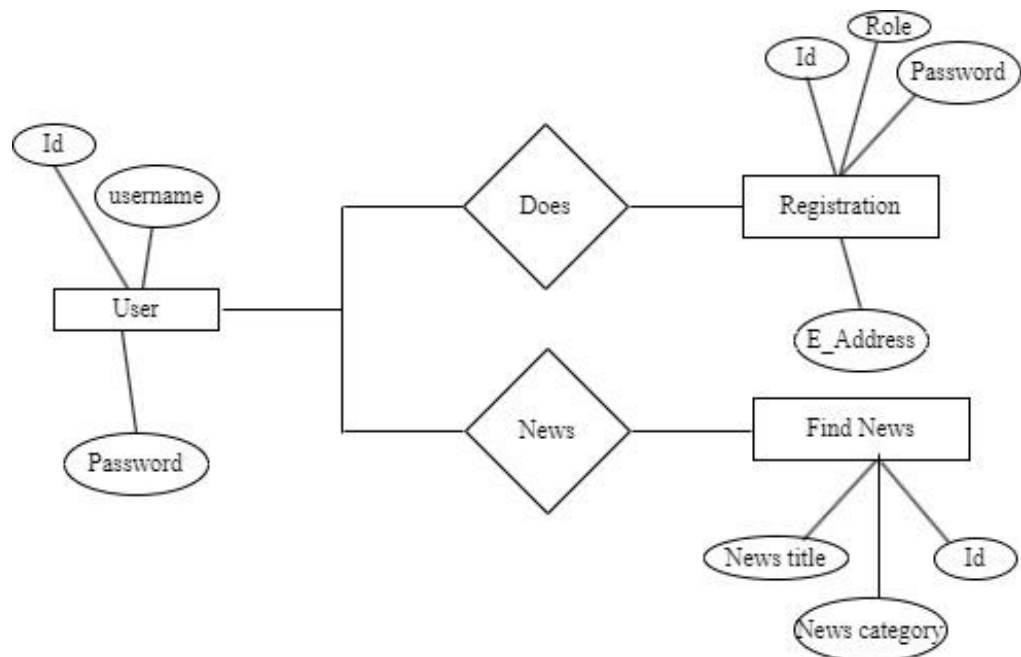 Role
Id
Password
Id
username
Does
Registration
User
E_Address
News
Find News
Password
News title
Id
News category